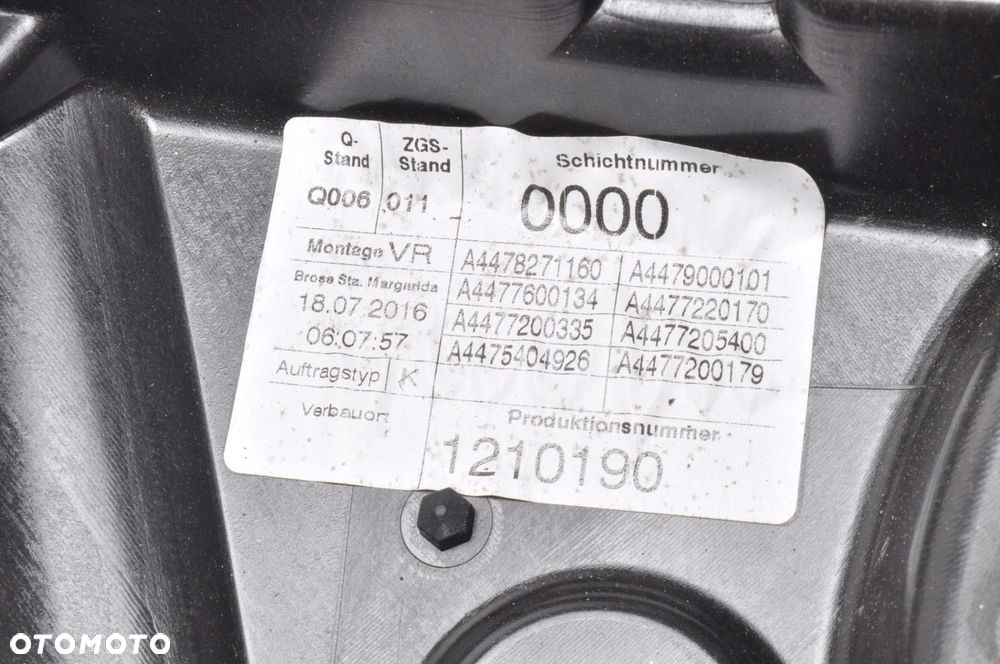 Q-
Stand
ZGS-
Stand
Schichtnummer
Q006
011
0000
Montage VR
A4478271160
A4479000101
Brose Sta. Margarida
A4477600134
A4477220170
18.07.2016
A4477200335
A4477205400
06:07:57
A4475404926
A4477200179
Auftragstyp K
Verbauort
Produktionsnummer
1210190
OTOMOTO